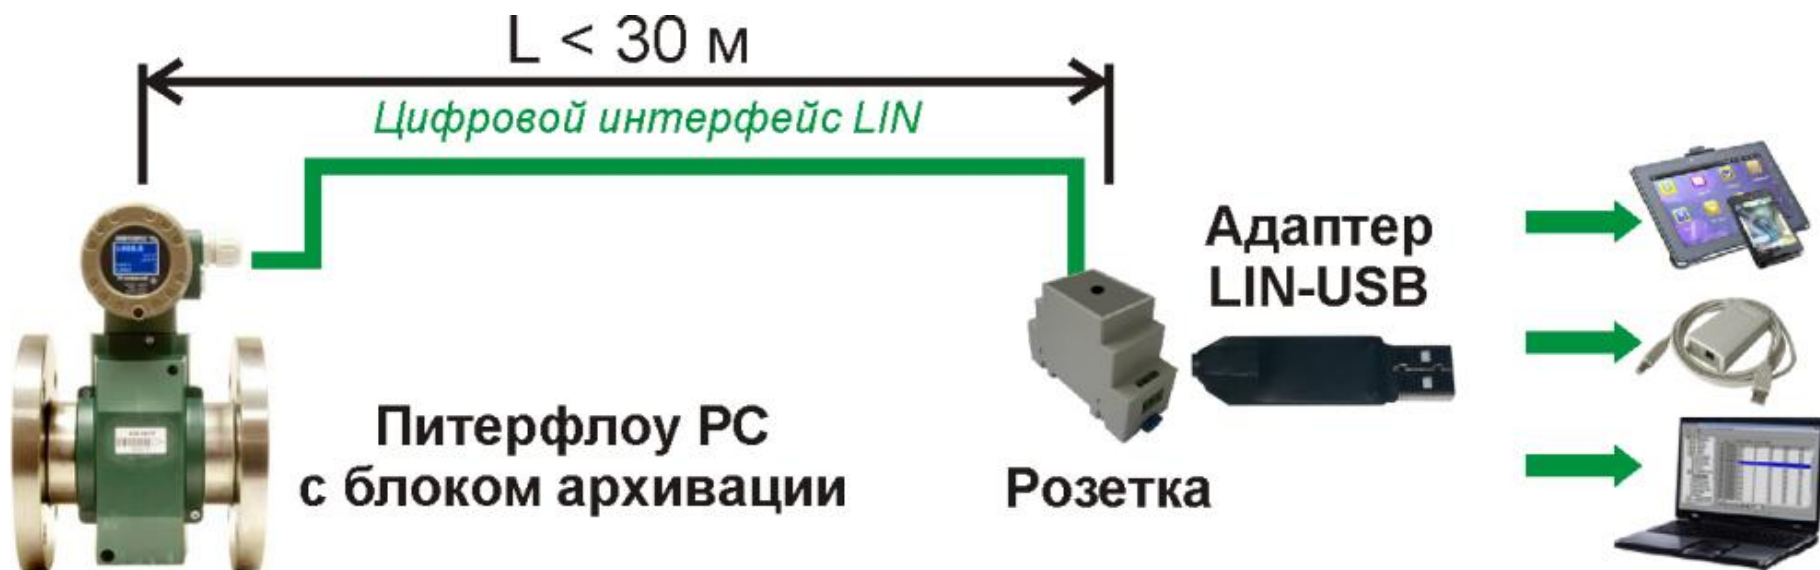 L < 30 м
Цифровой интерфейс LIN
Адаптер
LIN-USB
Питерфлоу РС
с блоком архивации
Розетка